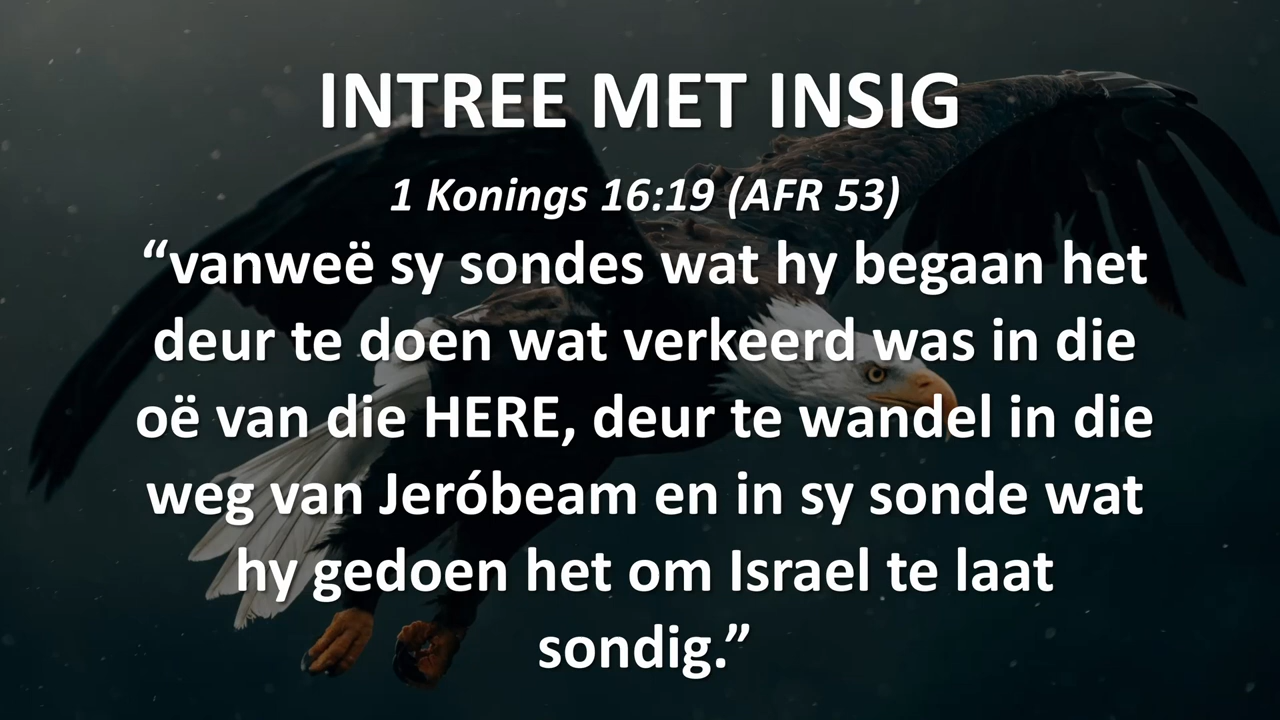 INTREE MET INSIG
1 Konings 16:19 (AFR 53)
“vanweë sy sondes wat hy begaan het
deur te doen wat verkeerd was in die
oë van die HERE, deur te wandel in die
weg van Jeróbeam en in sy sonde wat
hy gedoen het om Israel te laat
sondig.”